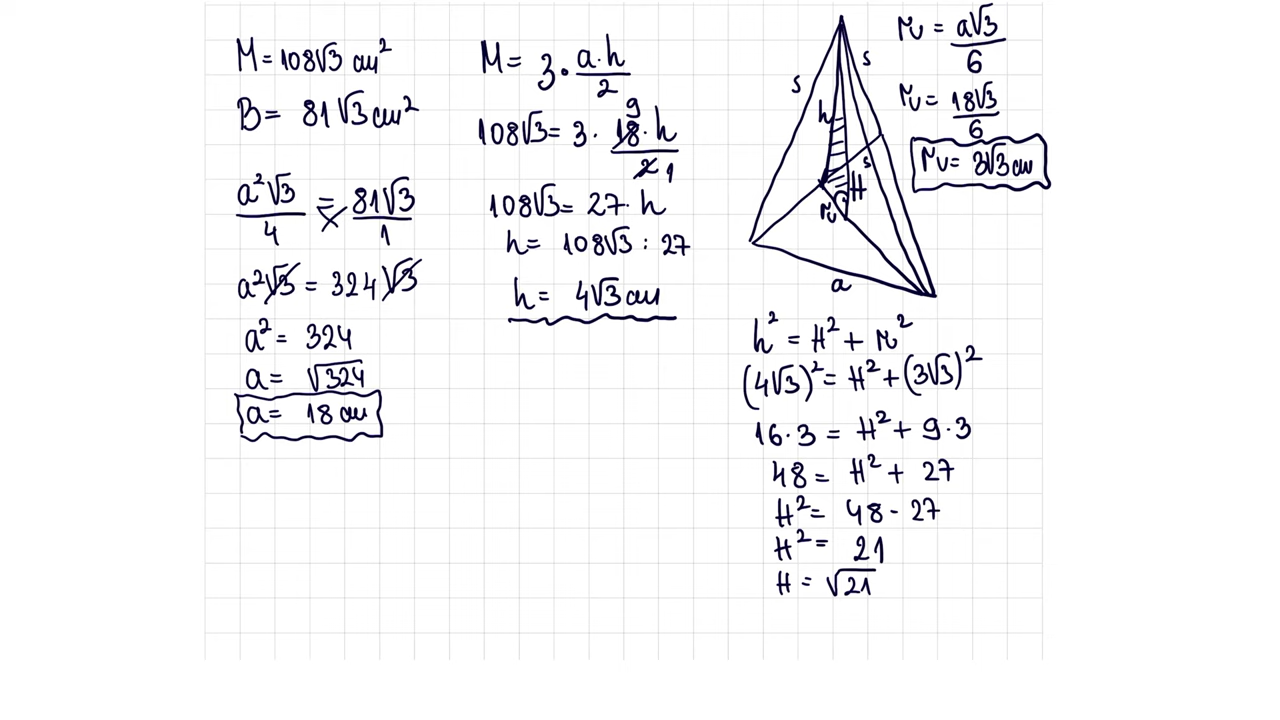 M = 108√3 cm²
B = 81√3 cm²
a²√3/4 = 81√3/1
a²√3 = 324√3
a² = 324
a = √324
a = 18 cm
M = 3 · a·h/2
108√3 = 3 · 18·h/2 9 1
108√3 = 27 · h
h = 108√3 : 27
h = 4√3 cm
s
s
h
s
H
ru
a
ru = a√3/6
ru = 18√3/6
ru = 3√3 cm
h² = H² + r²
(4√3)² = H² + (3√3)²
16·3 = H² + 9·3
48 = H² + 27
H² = 48 - 27
H² = 21
H = √21